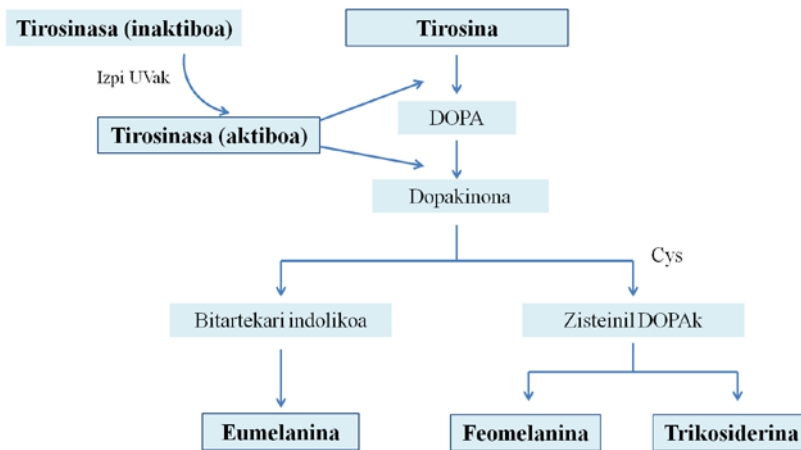 Tirosinasa (inaktiboa)
Tirosina
Izpi UVak
DOPA
Tirosinasa (aktiboa)
Dopakinona
Cys
Bitartekari indolikoa
Zisteinil DOPAk
Eumelanina
Feomelanina
Trikosiderina